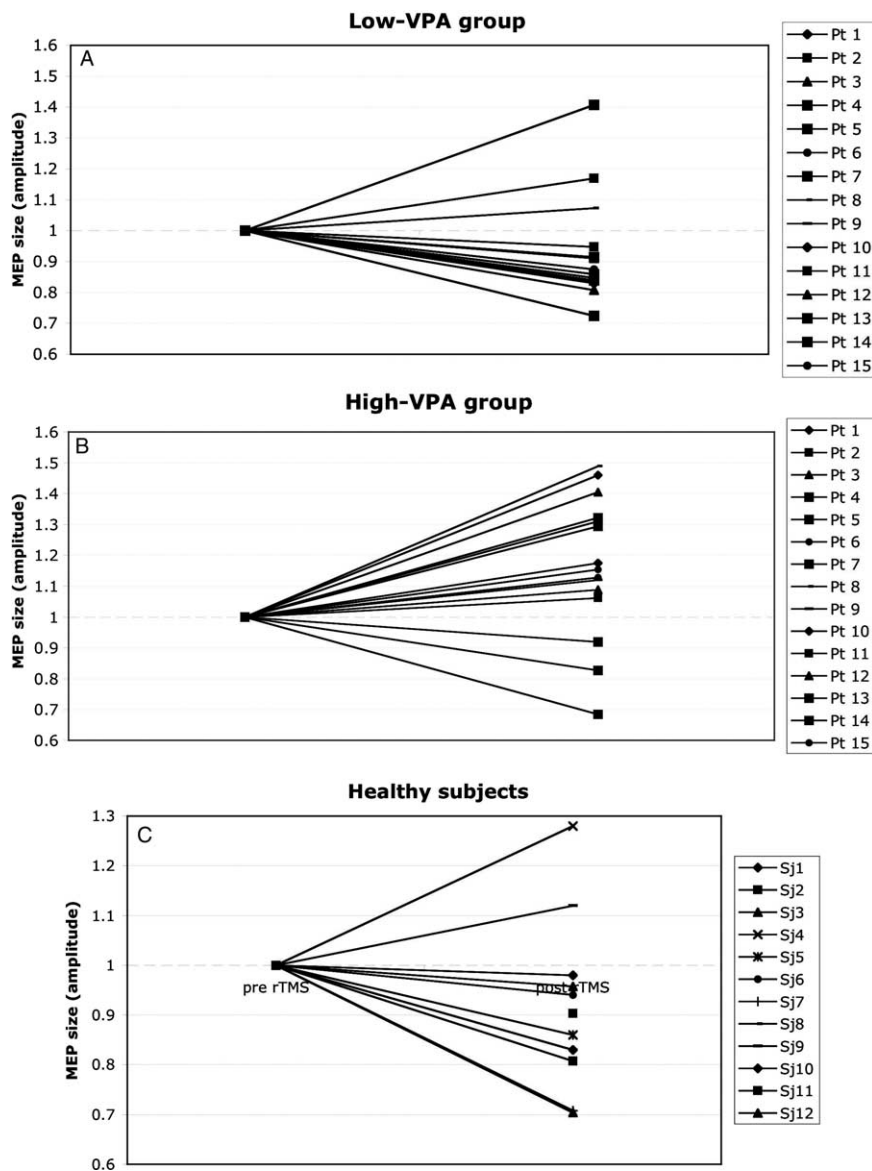 Low-VPA group
A
MEP size (amplitude)
1.6
1.5
1.4
1.3
1.2
1.1
1
0.9
0.8
0.7
0.6
Pt 1
Pt 2
Pt 3
Pt 4
Pt 5
Pt 6
Pt 7
Pt 8
Pt 9
Pt 10
Pt 11
Pt 12
Pt 13
Pt 14
Pt 15
High-VPA group
B
MEP size (amplitude)
1.6
1.5
1.4
1.3
1.2
1.1
1
0.9
0.8
0.7
0.6
Pt 1
Pt 2
Pt 3
Pt 4
Pt 5
Pt 6
Pt 7
Pt 8
Pt 9
Pt 10
Pt 11
Pt 12
Pt 13
Pt 14
Pt 15
Healthy subjects
C
MEP size (amplitude)
1.3
1.2
1.1
1
0.9
0.8
0.7
0.6
pre rTMS
post rTMS
Sj1
Sj2
Sj3
Sj4
Sj5
Sj6
Sj7
Sj8
Sj9
Sj10
Sj11
Sj12